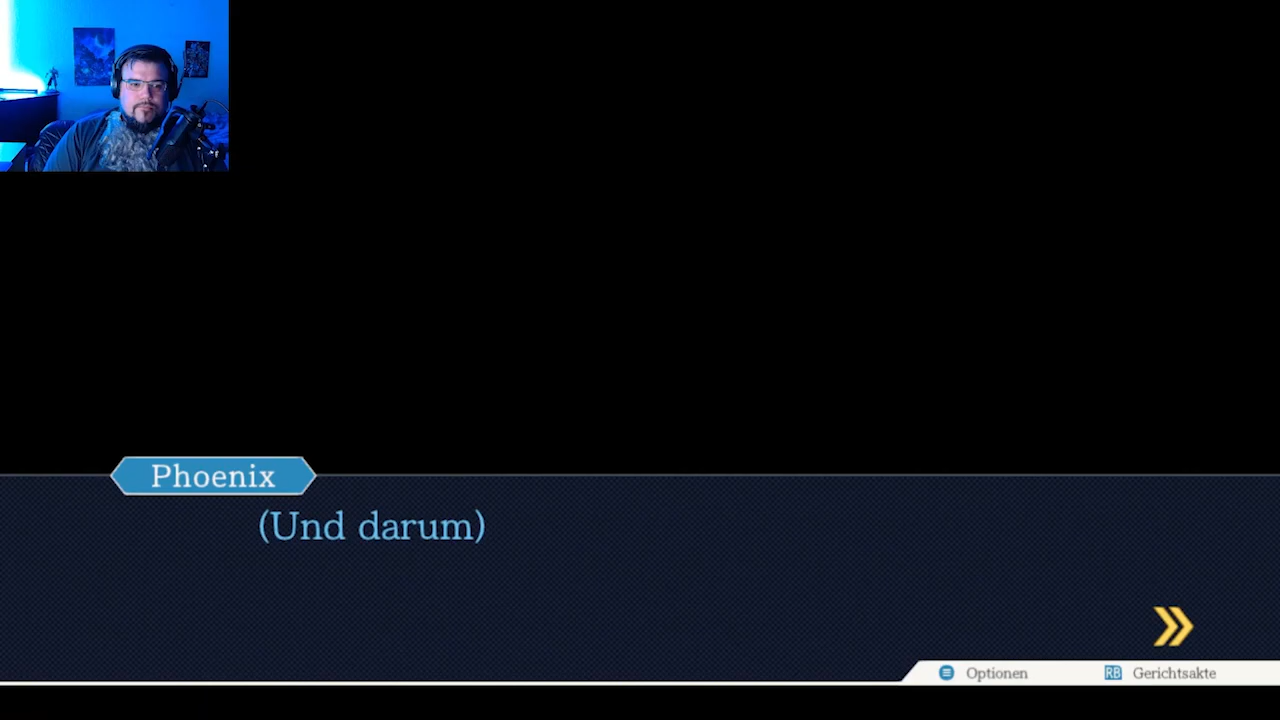 Phoenix
(Und darum)
Optionen
RB Gerichtsakte